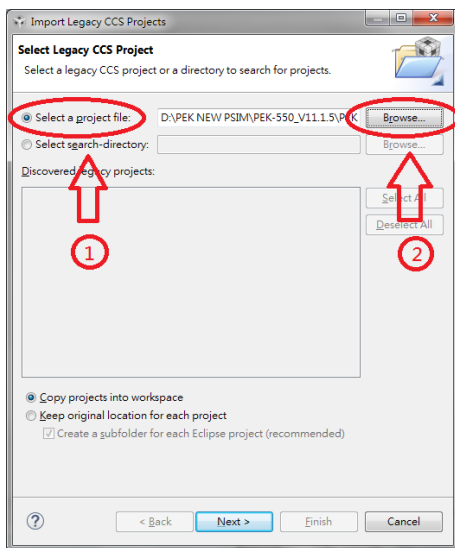 Import Legacy CCS Projects
Select Legacy CCS Project
Select a legacy CCS project or a directory to search for projects.
Select a project file: D:\PEK NEW PSIM\PEK-550_V11.1.5\PEK Browse...
Select search-directory: Browse...
Discovered legacy projects:
Select All
Deselect All
1
2
Copy projects into workspace
Keep original location for each project
Create a subfolder for each Eclipse project (recommended)
? < Back Next > Finish Cancel